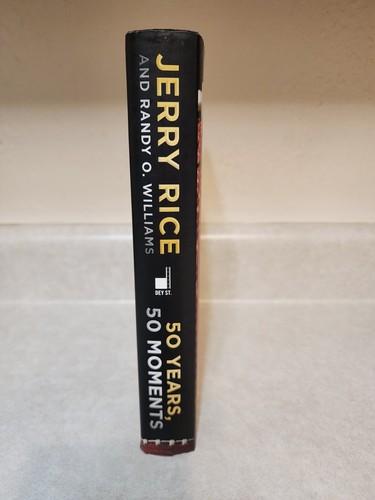 JERRY RICE
AND RANDY O. WILLIAMS
DEY ST.
50 YEARS,
50 MOMENTS